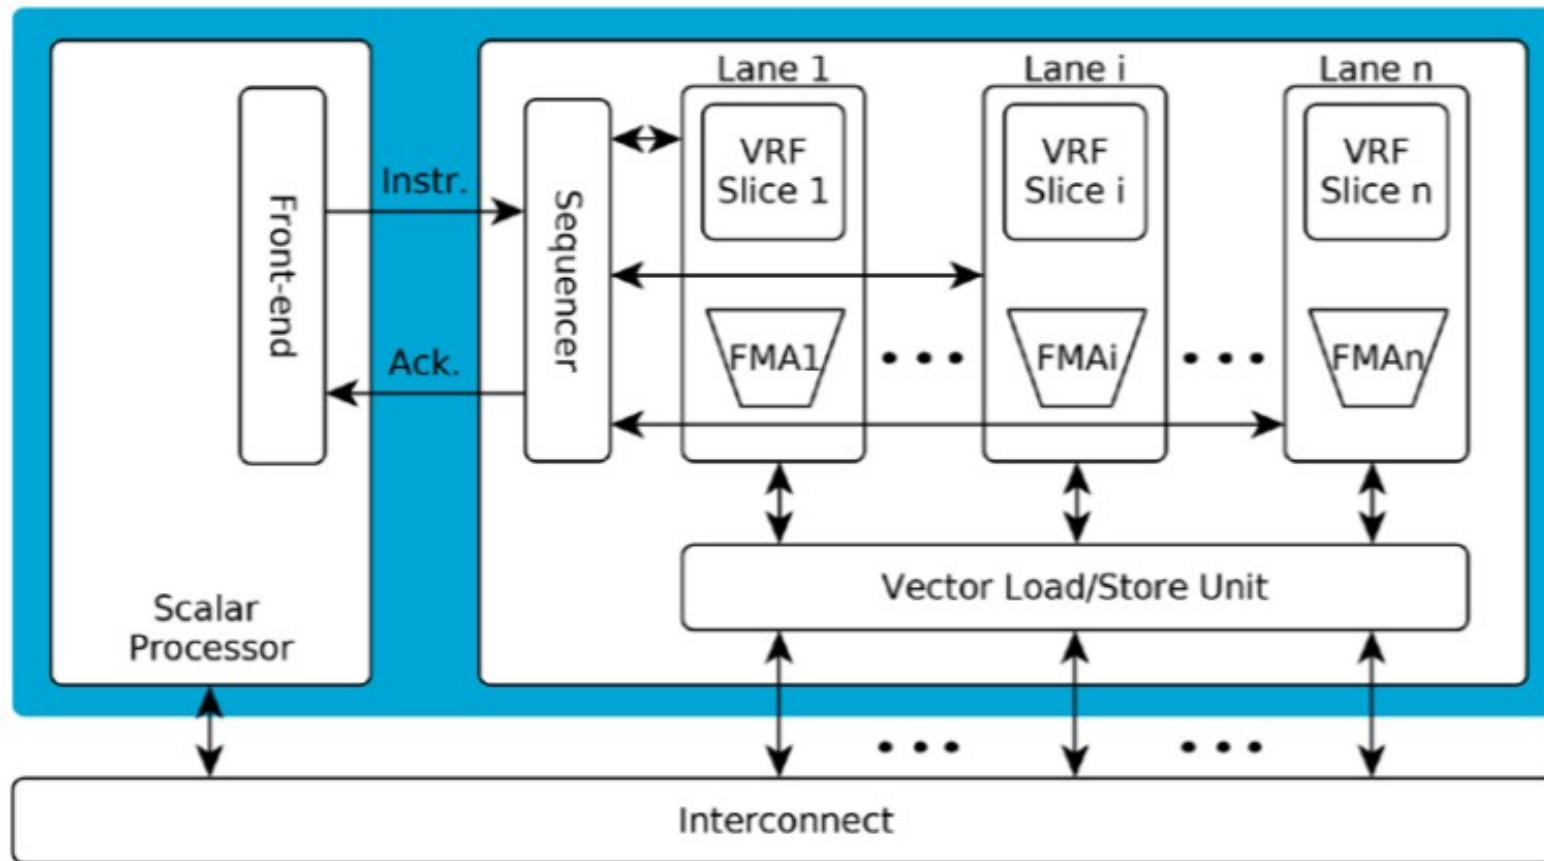 Lane 1
Lane i
Lane n
VRF
Slice 1
VRF
Slice i
VRF
Slice n
Instr.
Front-end
Sequencer
Ack.
FMA1
FMAi
FMAn
Vector Load/Store Unit
Scalar
Processor
Interconnect